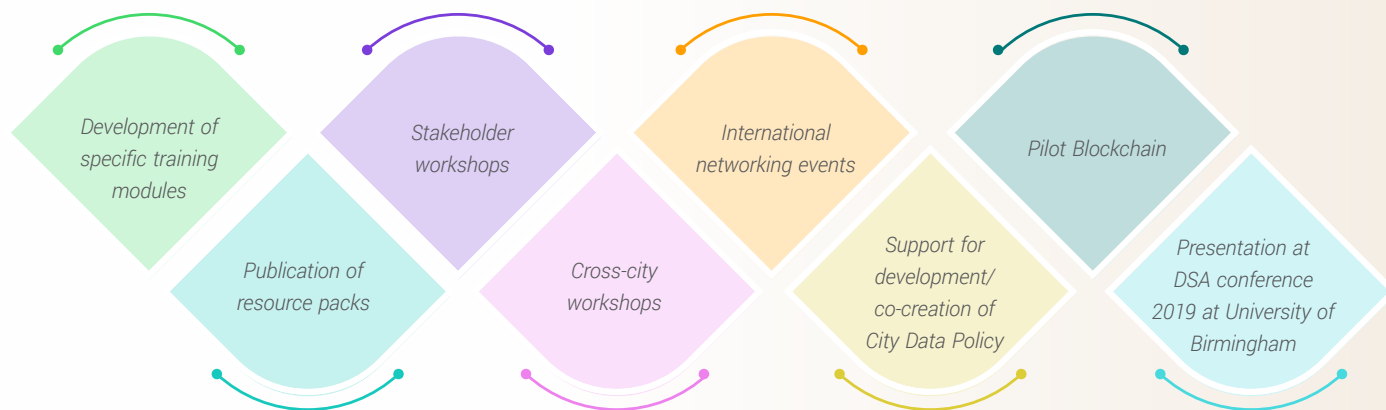 Development of
specific training
modules
Publication of
resource packs
Stakeholder
workshops
Cross-city
workshops
International
networking events
Support for
development/
co-creation of
City Data Policy
Pilot Blockchain
Presentation at
DSA conference
2019 at University of
Birmingham